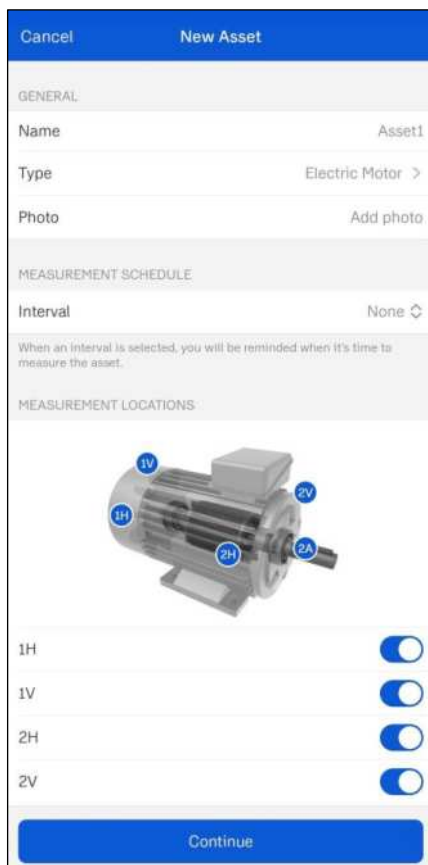 Cancel New Asset
GENERAL
Name Asset1
Type Electric Motor >
Photo Add photo
MEASUREMENT SCHEDULE
Interval None
When an interval is selected, you will be reminded when it's time to
measure the asset.
MEASUREMENT LOCATIONS
1V
2V
1H
2H
2A
1H
1V
2H
2V
Continue